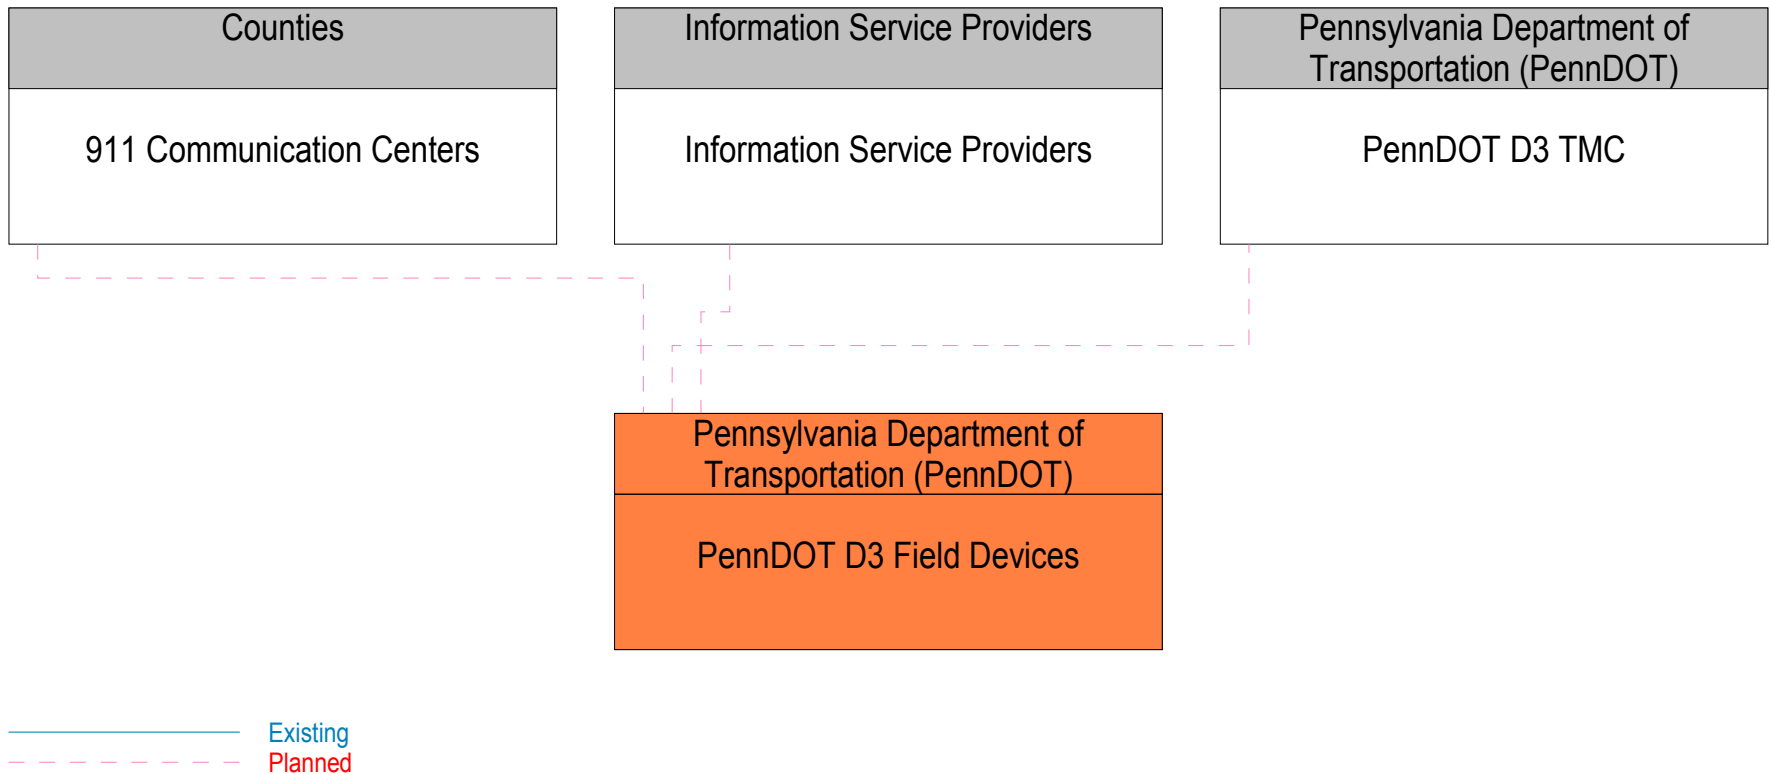 Counties
911 Communication Centers
Information Service Providers
Information Service Providers
Pennsylvania Department of
Transportation (PennDOT)
PennDOT D3 TMC
Pennsylvania Department of
Transportation (PennDOT)
PennDOT D3 Field Devices
Existing
Planned